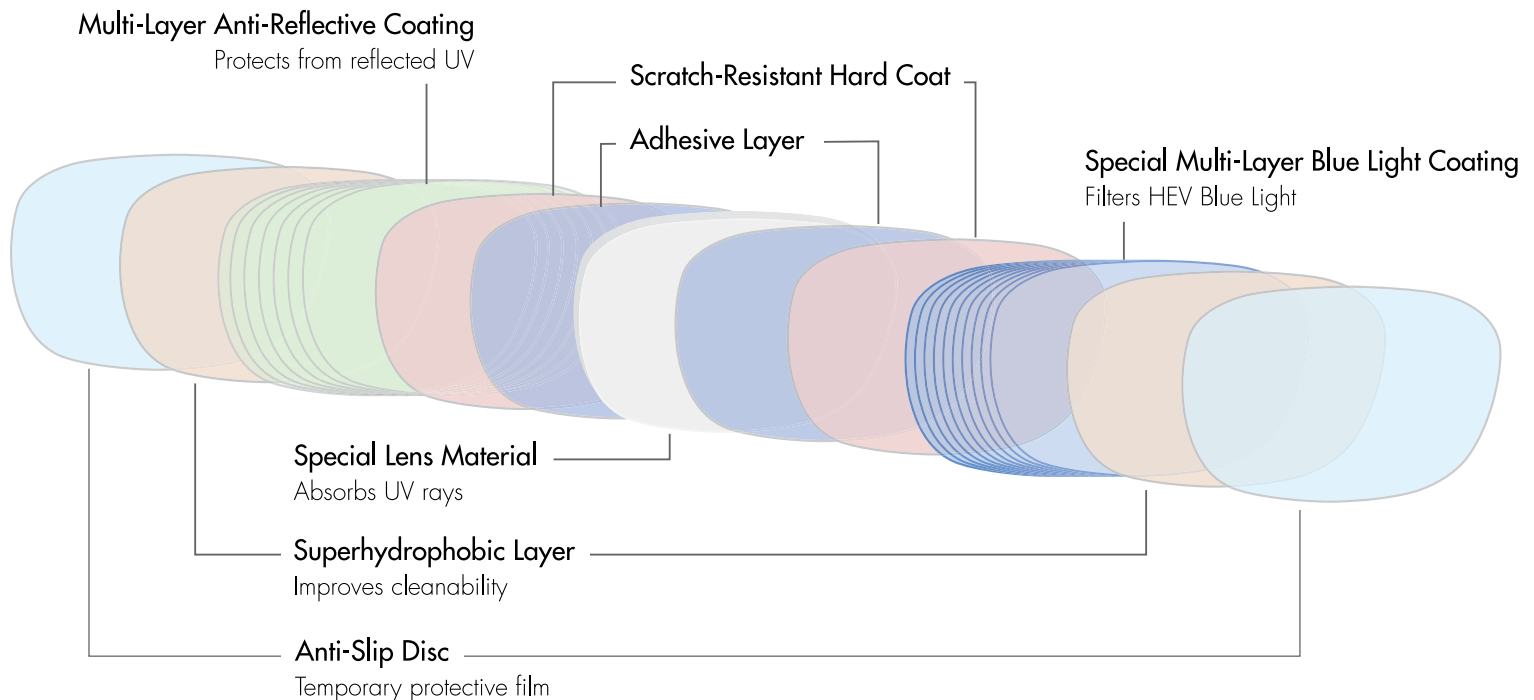 Multi-Layer Anti-Reflective Coating
Protects from reflected UV
Scratch-Resistant Hard Coat
Adhesive Layer
Special Multi-Layer Blue Light Coating
Filters HEV Blue Light
Special Lens Material
Absorbs UV rays
Superhydrophobic Layer
Improves cleanability
Anti-Slip Disc
Temporary protective film